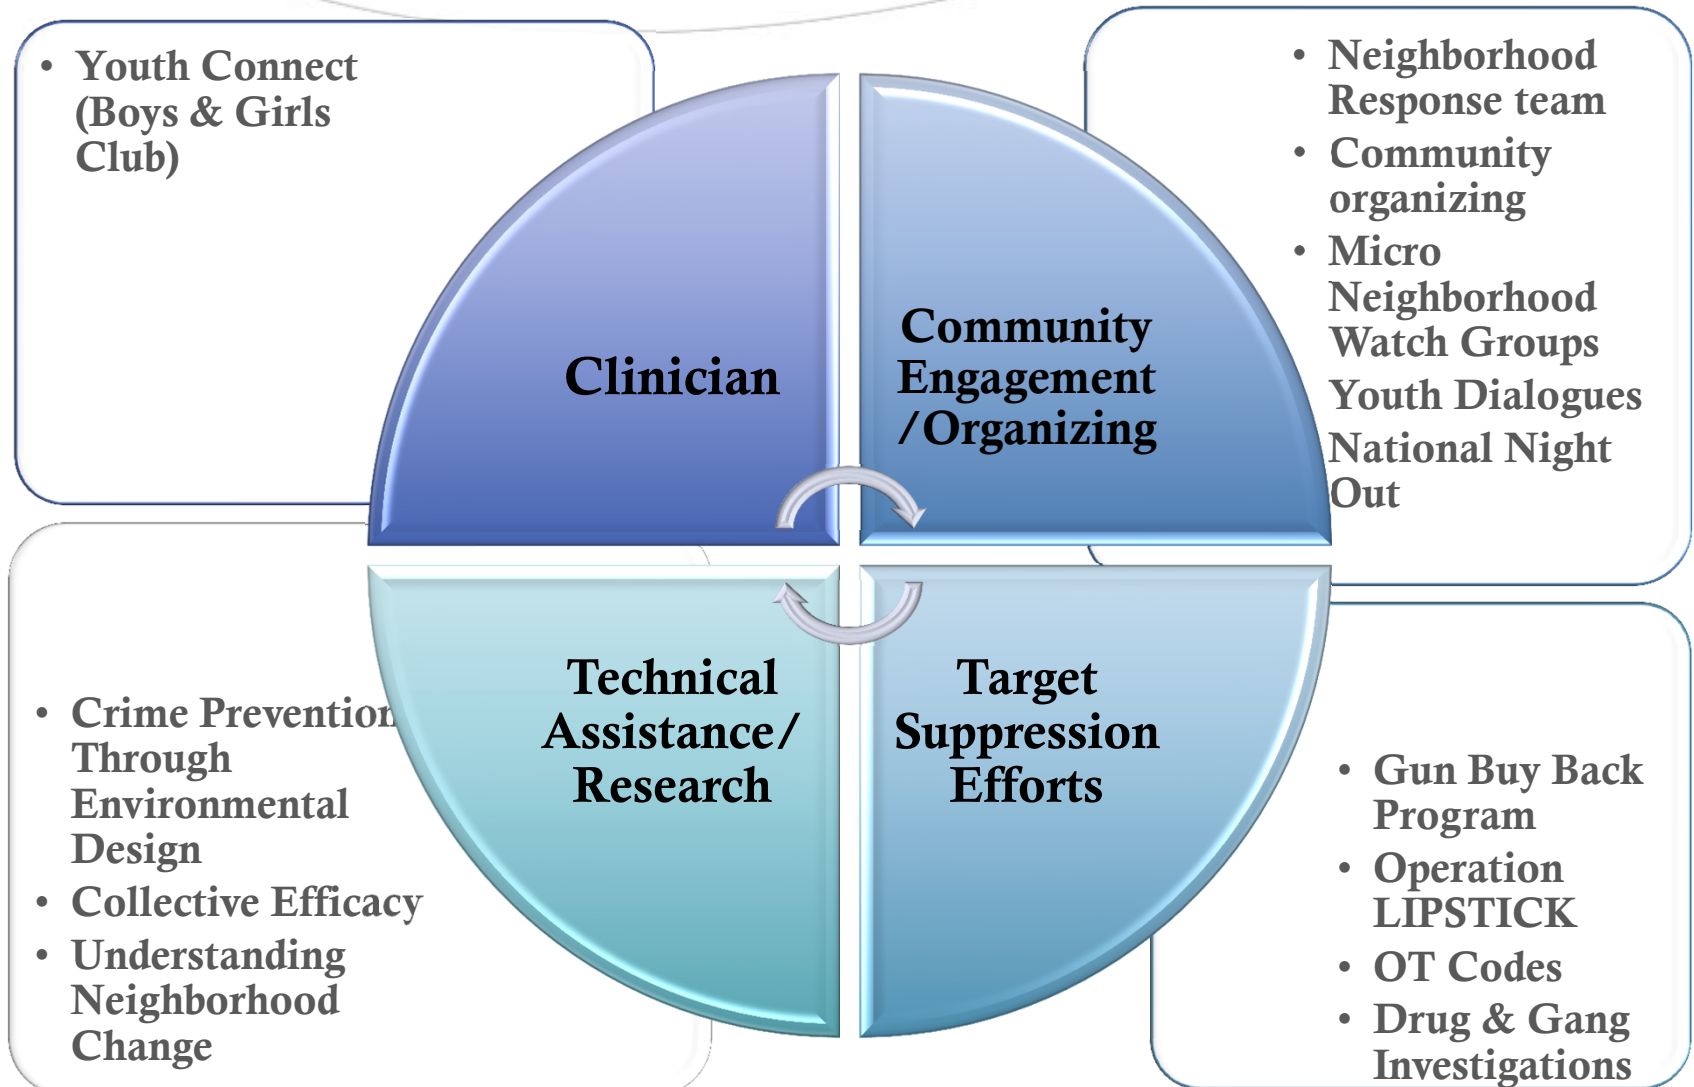 • Youth Connect
(Boys & Girls
Club)
Clinician
Community
Engagement
/Organizing
• Neighborhood
Response team
• Community
organizing
• Micro
Neighborhood
Watch Groups
Youth Dialogues
National Night
Out
• Crime Prevention
Through
Environmental
Design
• Collective Efficacy
• Understanding
Neighborhood
Change
Technical
Assistance/
Research
Target
Suppression
Efforts
• Gun Buy Back
Program
• Operation
LIPSTICK
• OT Codes
• Drug & Gang
Investigations